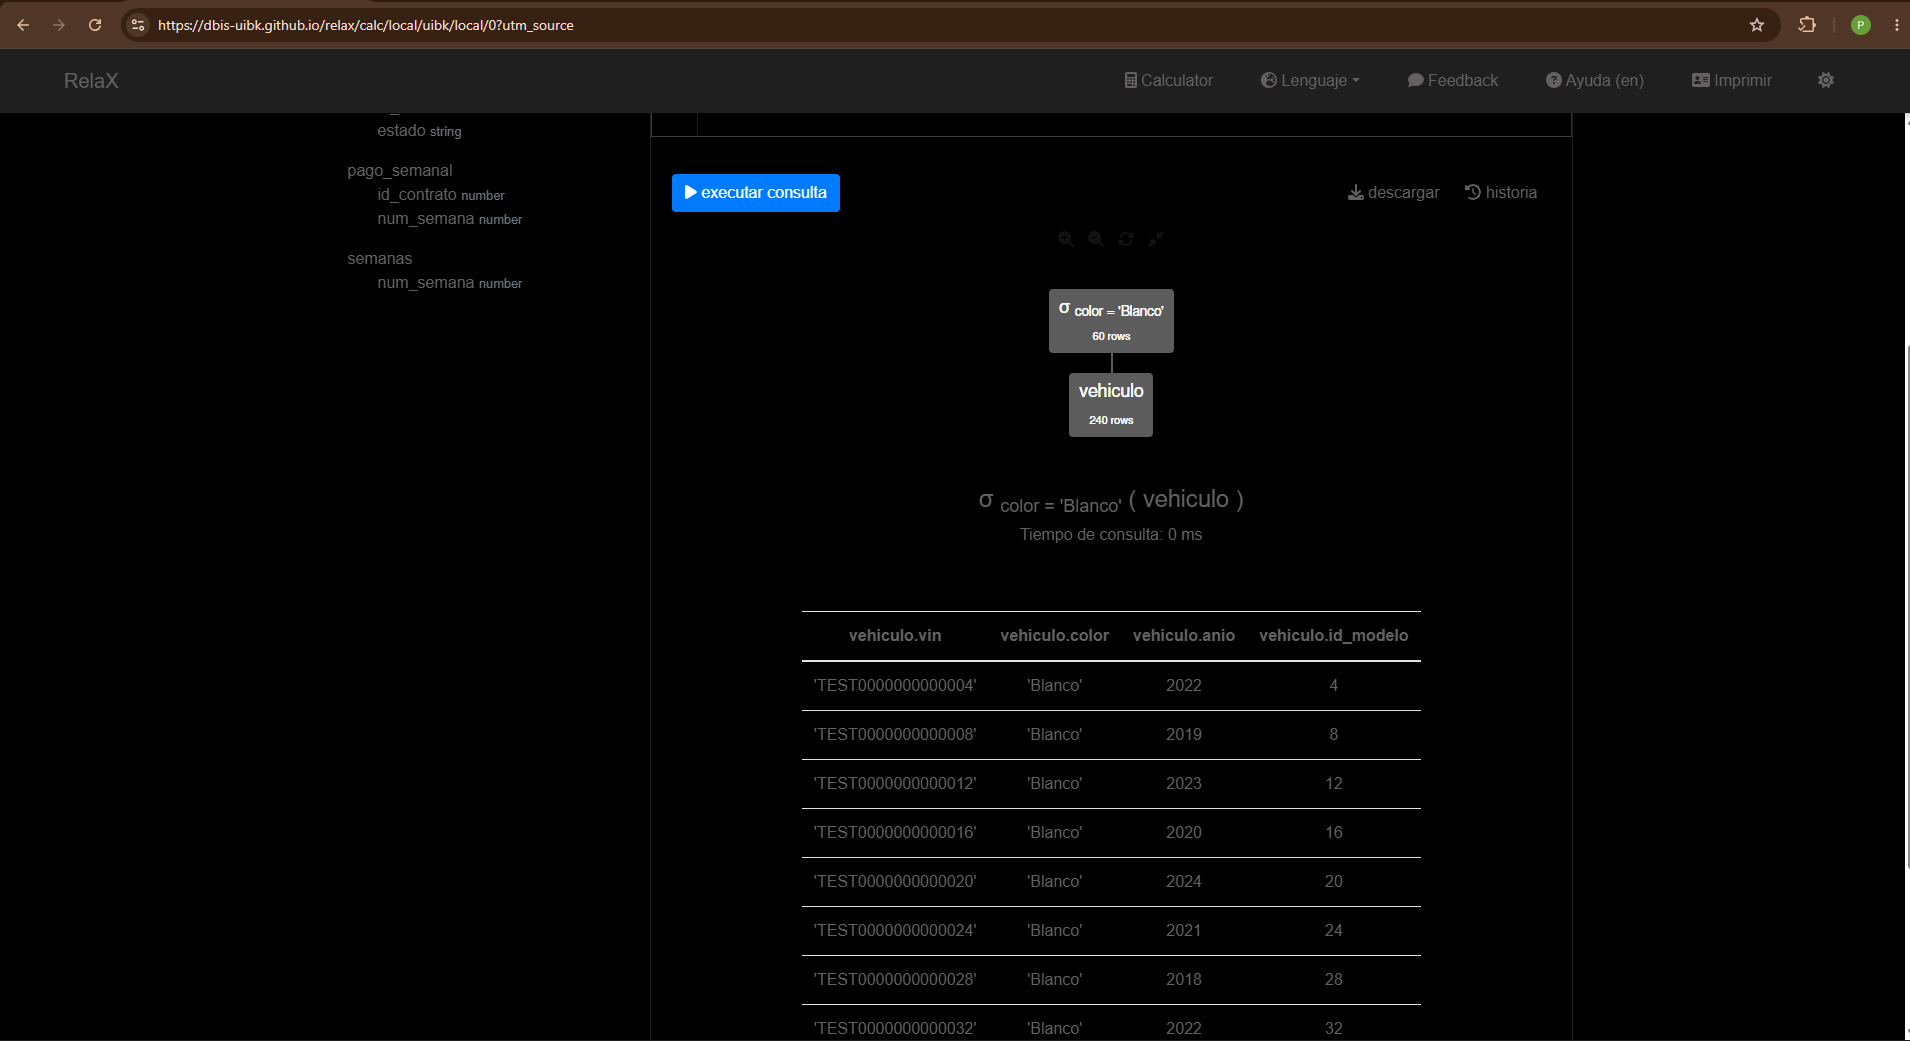 https://dbis-uibk.github.io/relax/calc/local/uibk/local/0?utm_source
P
RelaX
Calculator
Lenguaje
Feedback
Ayuda (en)
Imprimir
estado string
pago_semanal
id_contrato number
num_semana number
semanas
num_semana number
executar consulta
descargar
historia
σ color = 'Blanco'
60 rows
vehiculo
240 rows
σ color = 'Blanco' ( vehiculo )
Tiempo de consulta: 0 ms
vehiculo.vin vehiculo.color vehiculo.anio vehiculo.id_modelo
'TEST0000000000004' 'Blanco' 2022 4
'TEST0000000000008' 'Blanco' 2019 8
'TEST0000000000012' 'Blanco' 2023 12
'TEST0000000000016' 'Blanco' 2020 16
'TEST0000000000020' 'Blanco' 2024 20
'TEST0000000000024' 'Blanco' 2021 24
'TEST0000000000028' 'Blanco' 2018 28
'TEST0000000000032' 'Blanco' 2022 32